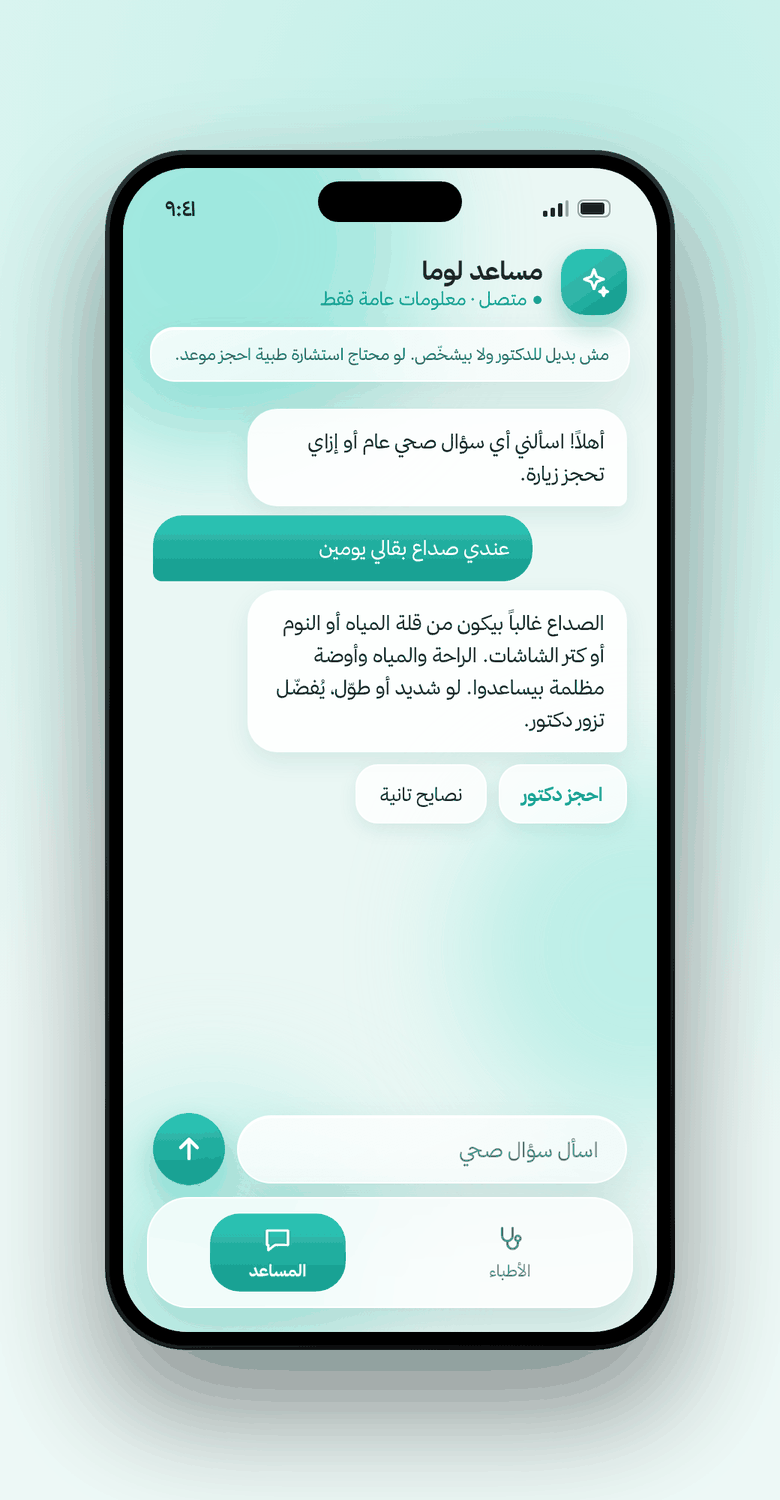 ٩:٤١
مساعد لوما
متصل · معلومات عامة فقط
مش بديل للدكتور ولا بيشخّص. لو محتاج استشارة طبية احجز موعد.
أهلاً! اسألني أي سؤال صحي عام أو إزاي
تحجز زيارة.
عندي صداع بقالي يومين
الصداع غالباً بيكون من قلة المياه أو النوم
أو كتر الشاشات. الراحة والمياه وأوضة
مظلمة بيساعدوا. لو شديد أو طوّل، يُفضّل
تزور دكتور.
احجز دكتور
نصايح تانية
اسأل سؤال صحي
الأطباء
المساعد